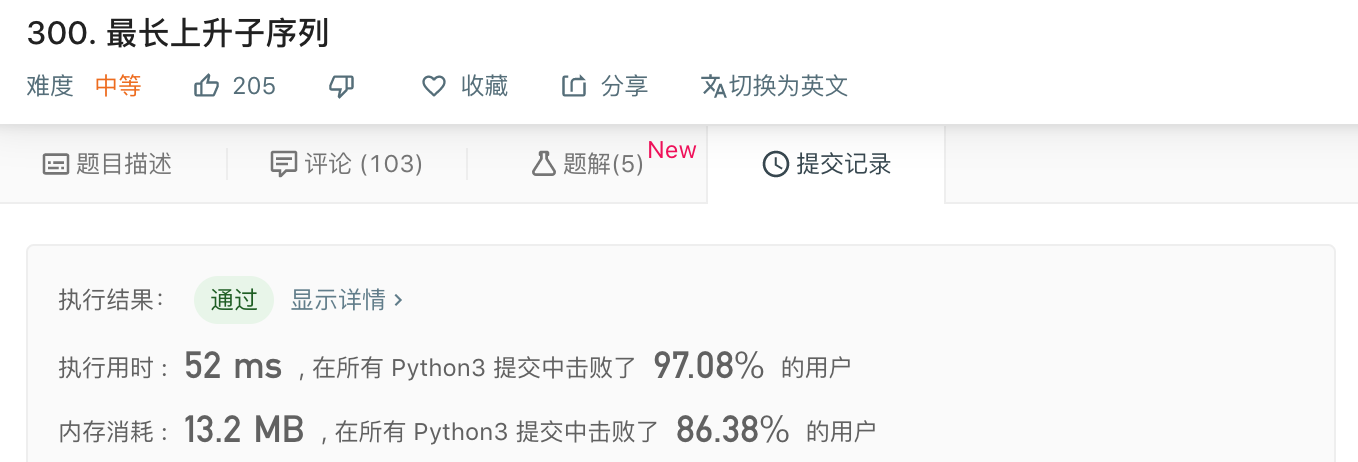 300. 最长上升子序列
难度 中等 205 收藏 分享 切换为英文
题目描述 评论 (103) 题解(5) New 提交记录
执行结果： 通过 显示详情 ›
执行用时 : 52 ms , 在所有 Python3 提交中击败了 97.08% 的用户
内存消耗 : 13.2 MB , 在所有 Python3 提交中击败了 86.38% 的用户